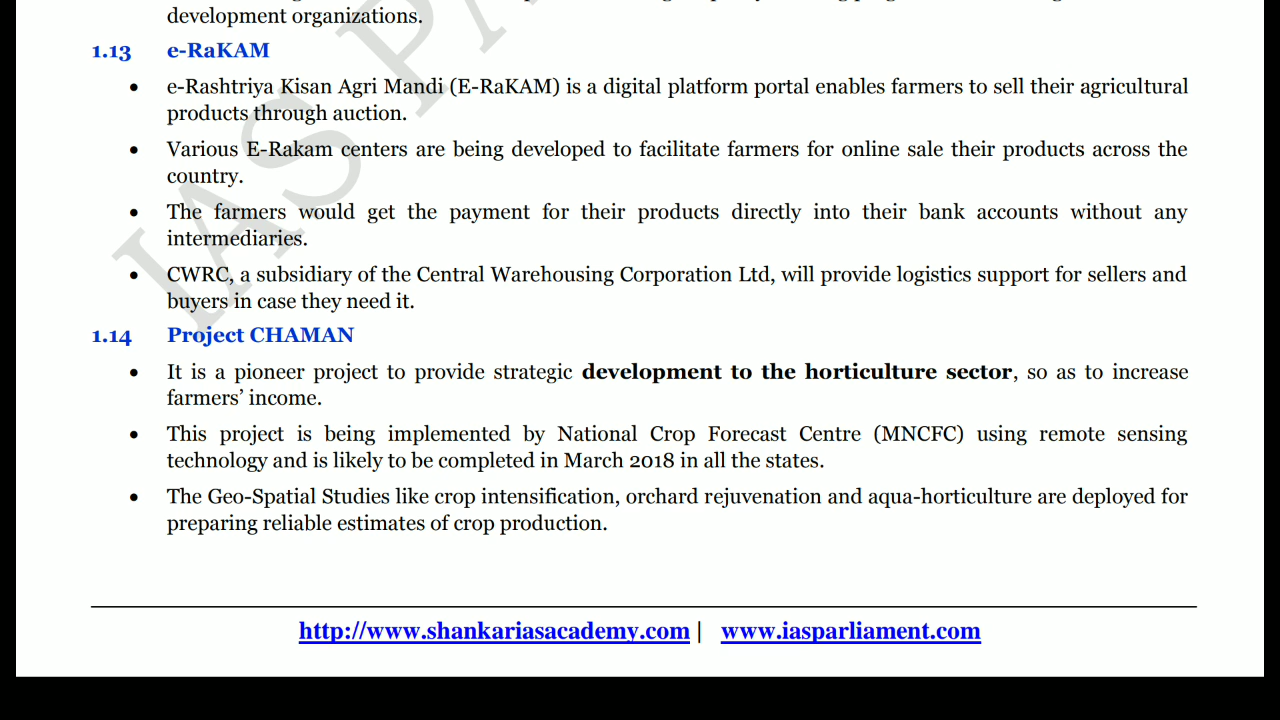 development organizations.
1.13 e-RaKAM
• e-Rashtriya Kisan Agri Mandi (E-RaKAM) is a digital platform portal enables farmers to sell their agricultural
products through auction.
• Various E-Rakam centers are being developed to facilitate farmers for online sale their products across the
country.
• The farmers would get the payment for their products directly into their bank accounts without any
intermediaries.
• CWRC, a subsidiary of the Central Warehousing Corporation Ltd, will provide logistics support for sellers and
buyers in case they need it.
1.14 Project CHAMAN
• It is a pioneer project to provide strategic development to the horticulture sector, so as to increase
farmers’ income.
• This project is being implemented by National Crop Forecast Centre (MNCFC) using remote sensing
technology and is likely to be completed in March 2018 in all the states.
• The Geo-Spatial Studies like crop intensification, orchard rejuvenation and aqua-horticulture are deployed for
preparing reliable estimates of crop production.
http://www.shankariasacademy.com | www.iasparliament.com
IAS PA